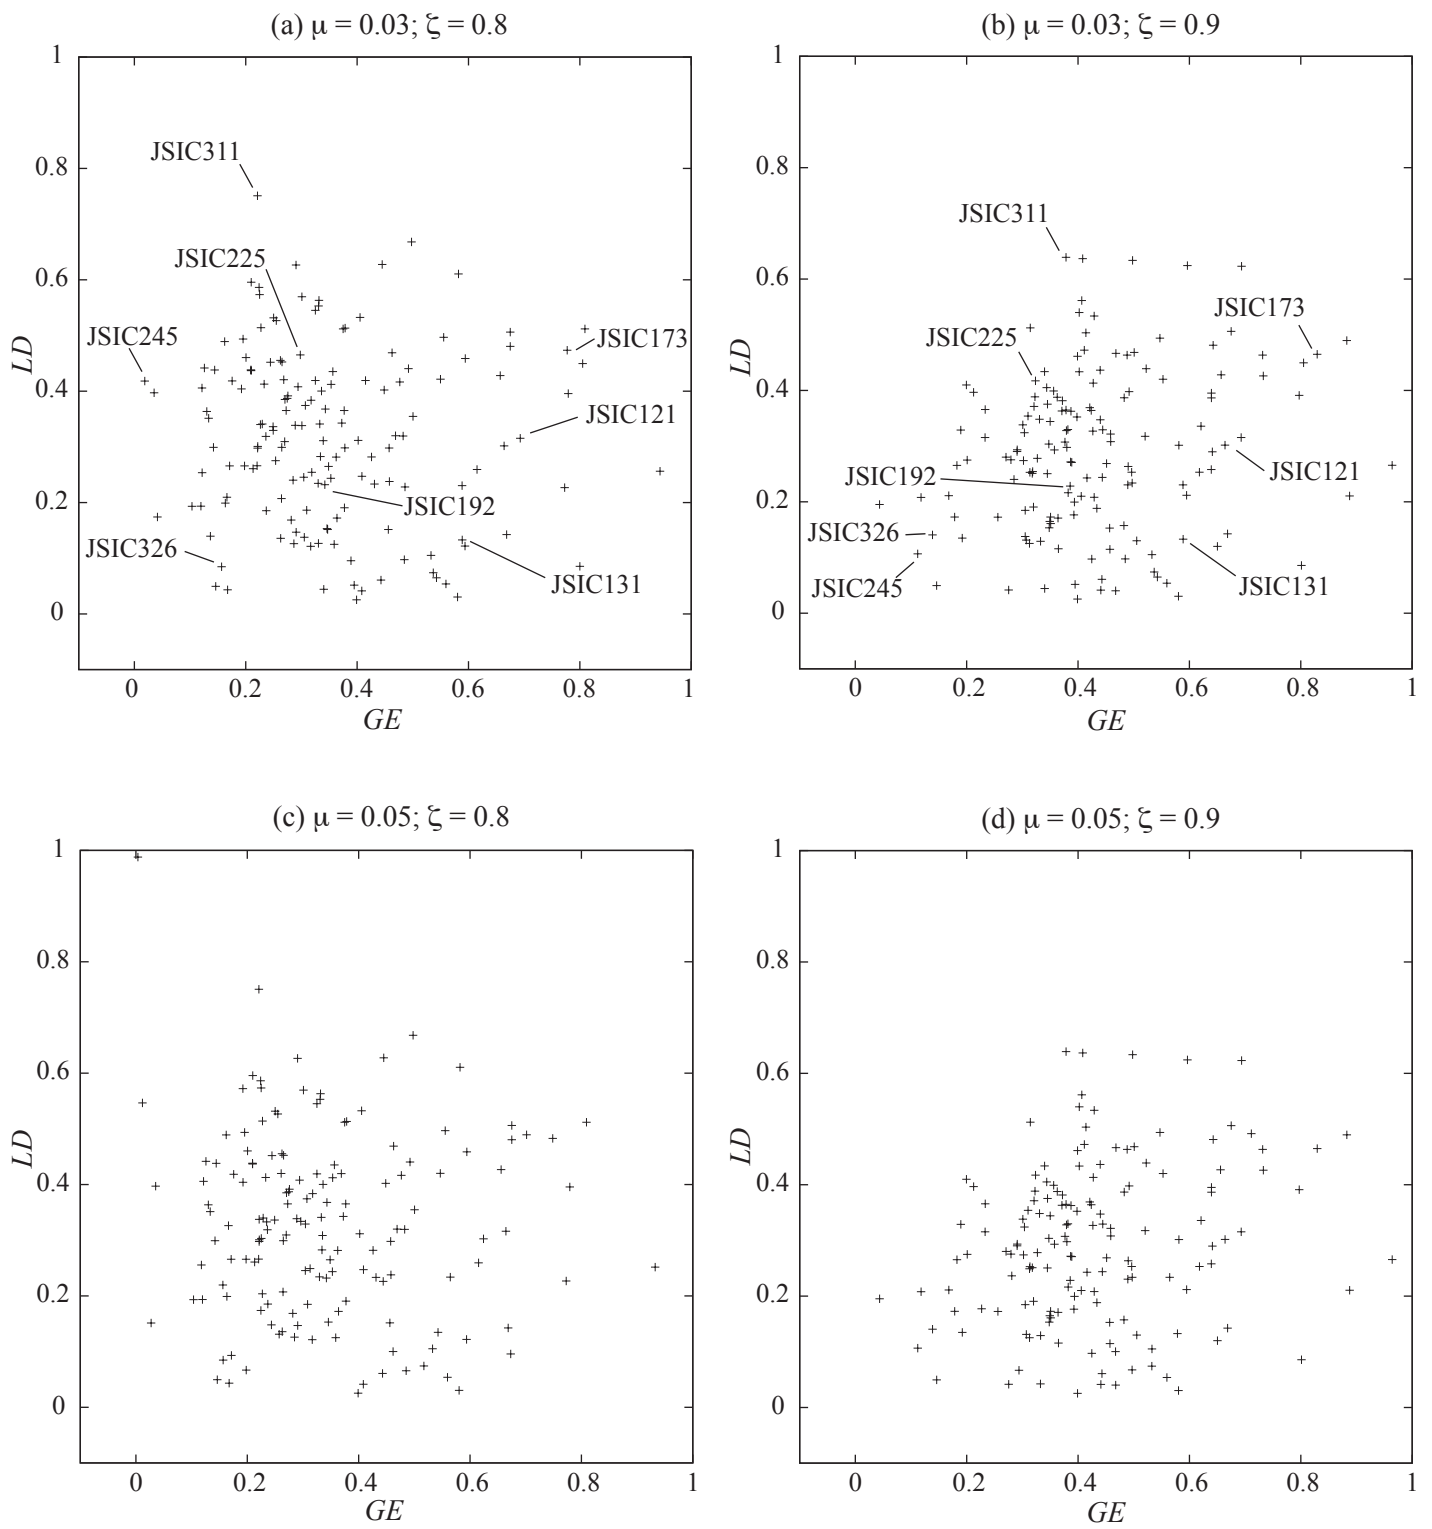 (a) μ = 0.03; ζ = 0.8
1
0.8
0.6
0.4
0.2
0
LD
JSIC311
JSIC225
JSIC245
JSIC173
JSIC121
JSIC192
JSIC326
JSIC131
0 0.2 0.4 0.6 0.8 1
GE
(b) μ = 0.03; ζ = 0.9
1
0.8
0.6
0.4
0.2
0
LD
JSIC311
JSIC173
JSIC225
JSIC192
JSIC121
JSIC326
JSIC245
JSIC131
0 0.2 0.4 0.6 0.8 1
GE
(c) μ = 0.05; ζ = 0.8
1
0.8
0.6
0.4
0.2
0
LD
0 0.2 0.4 0.6 0.8 1
GE
(d) μ = 0.05; ζ = 0.9
1
0.8
0.6
0.4
0.2
0
LD
0 0.2 0.4 0.6 0.8 1
GE